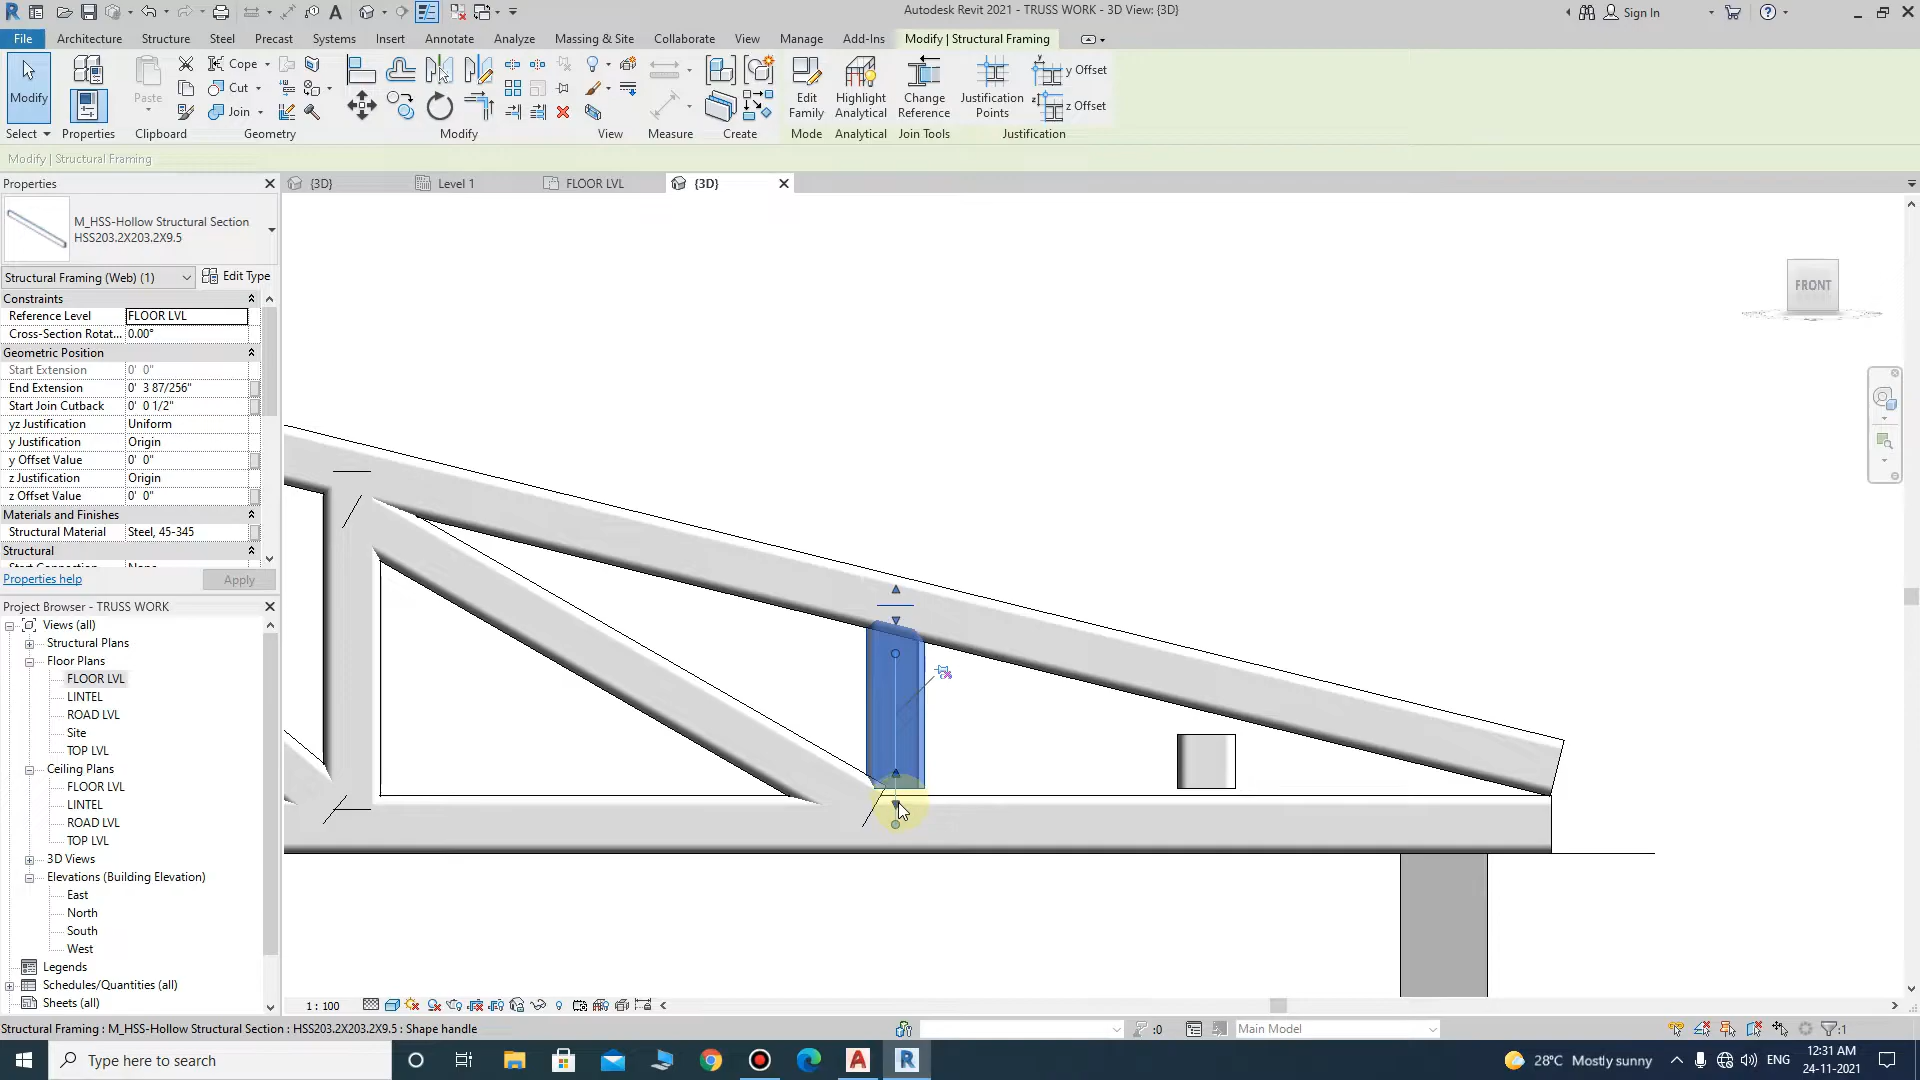 Autodesk Revit 2021 - TRUSS WORK - 3D View: {3D}
Sign In
File
Architecture
Structure
Steel
Precast
Systems
Insert
Annotate
Analyze
Massing & Site
Collaborate
View
Manage
Add-Ins
Modify | Structural Framing
Modify
Paste
Cope
Cut
Join
Edit
Family
Highlight
Analytical
Change
Reference
Justification
Points
y Offset
z Offset
Select
Properties
Clipboard
Geometry
Modify
View
Measure
Create
Mode
Analytical
Join Tools
Justification
Modify | Structural Framing
Properties
{3D}
Level 1
FLOOR LVL
{3D}
M_HSS-Hollow Structural Section
HSS203.2X203.2X9.5
Structural Framing (Web) (1)
Edit Type
Constraints
Reference Level FLOOR LVL
Cross-Section Rotat... 0.00°
Geometric Position
Start Extension 0' 0"
End Extension 0' 3 87/256"
Start Join Cutback 0' 0 1/2"
yz Justification Uniform
y Justification Origin
y Offset Value 0' 0"
z Justification Origin
z Offset Value 0' 0"
Materials and Finishes
Structural Material Steel, 45-345
Structural
Properties help
Apply
FRONT
Project Browser - TRUSS WORK
Views (all)
Structural Plans
Floor Plans
FLOOR LVL
LINTEL
ROAD LVL
Site
TOP LVL
Ceiling Plans
FLOOR LVL
LINTEL
ROAD LVL
TOP LVL
3D Views
Elevations (Building Elevation)
East
North
South
West
Legends
Schedules/Quantities (all)
Sheets (all)
1 : 100
Structural Framing : M_HSS-Hollow Structural Section : HSS203.2X203.2X9.5 : Shape handle
:0
Main Model
:1
Type here to search
28°C Mostly sunny
ENG
12:31 AM
24-11-2021